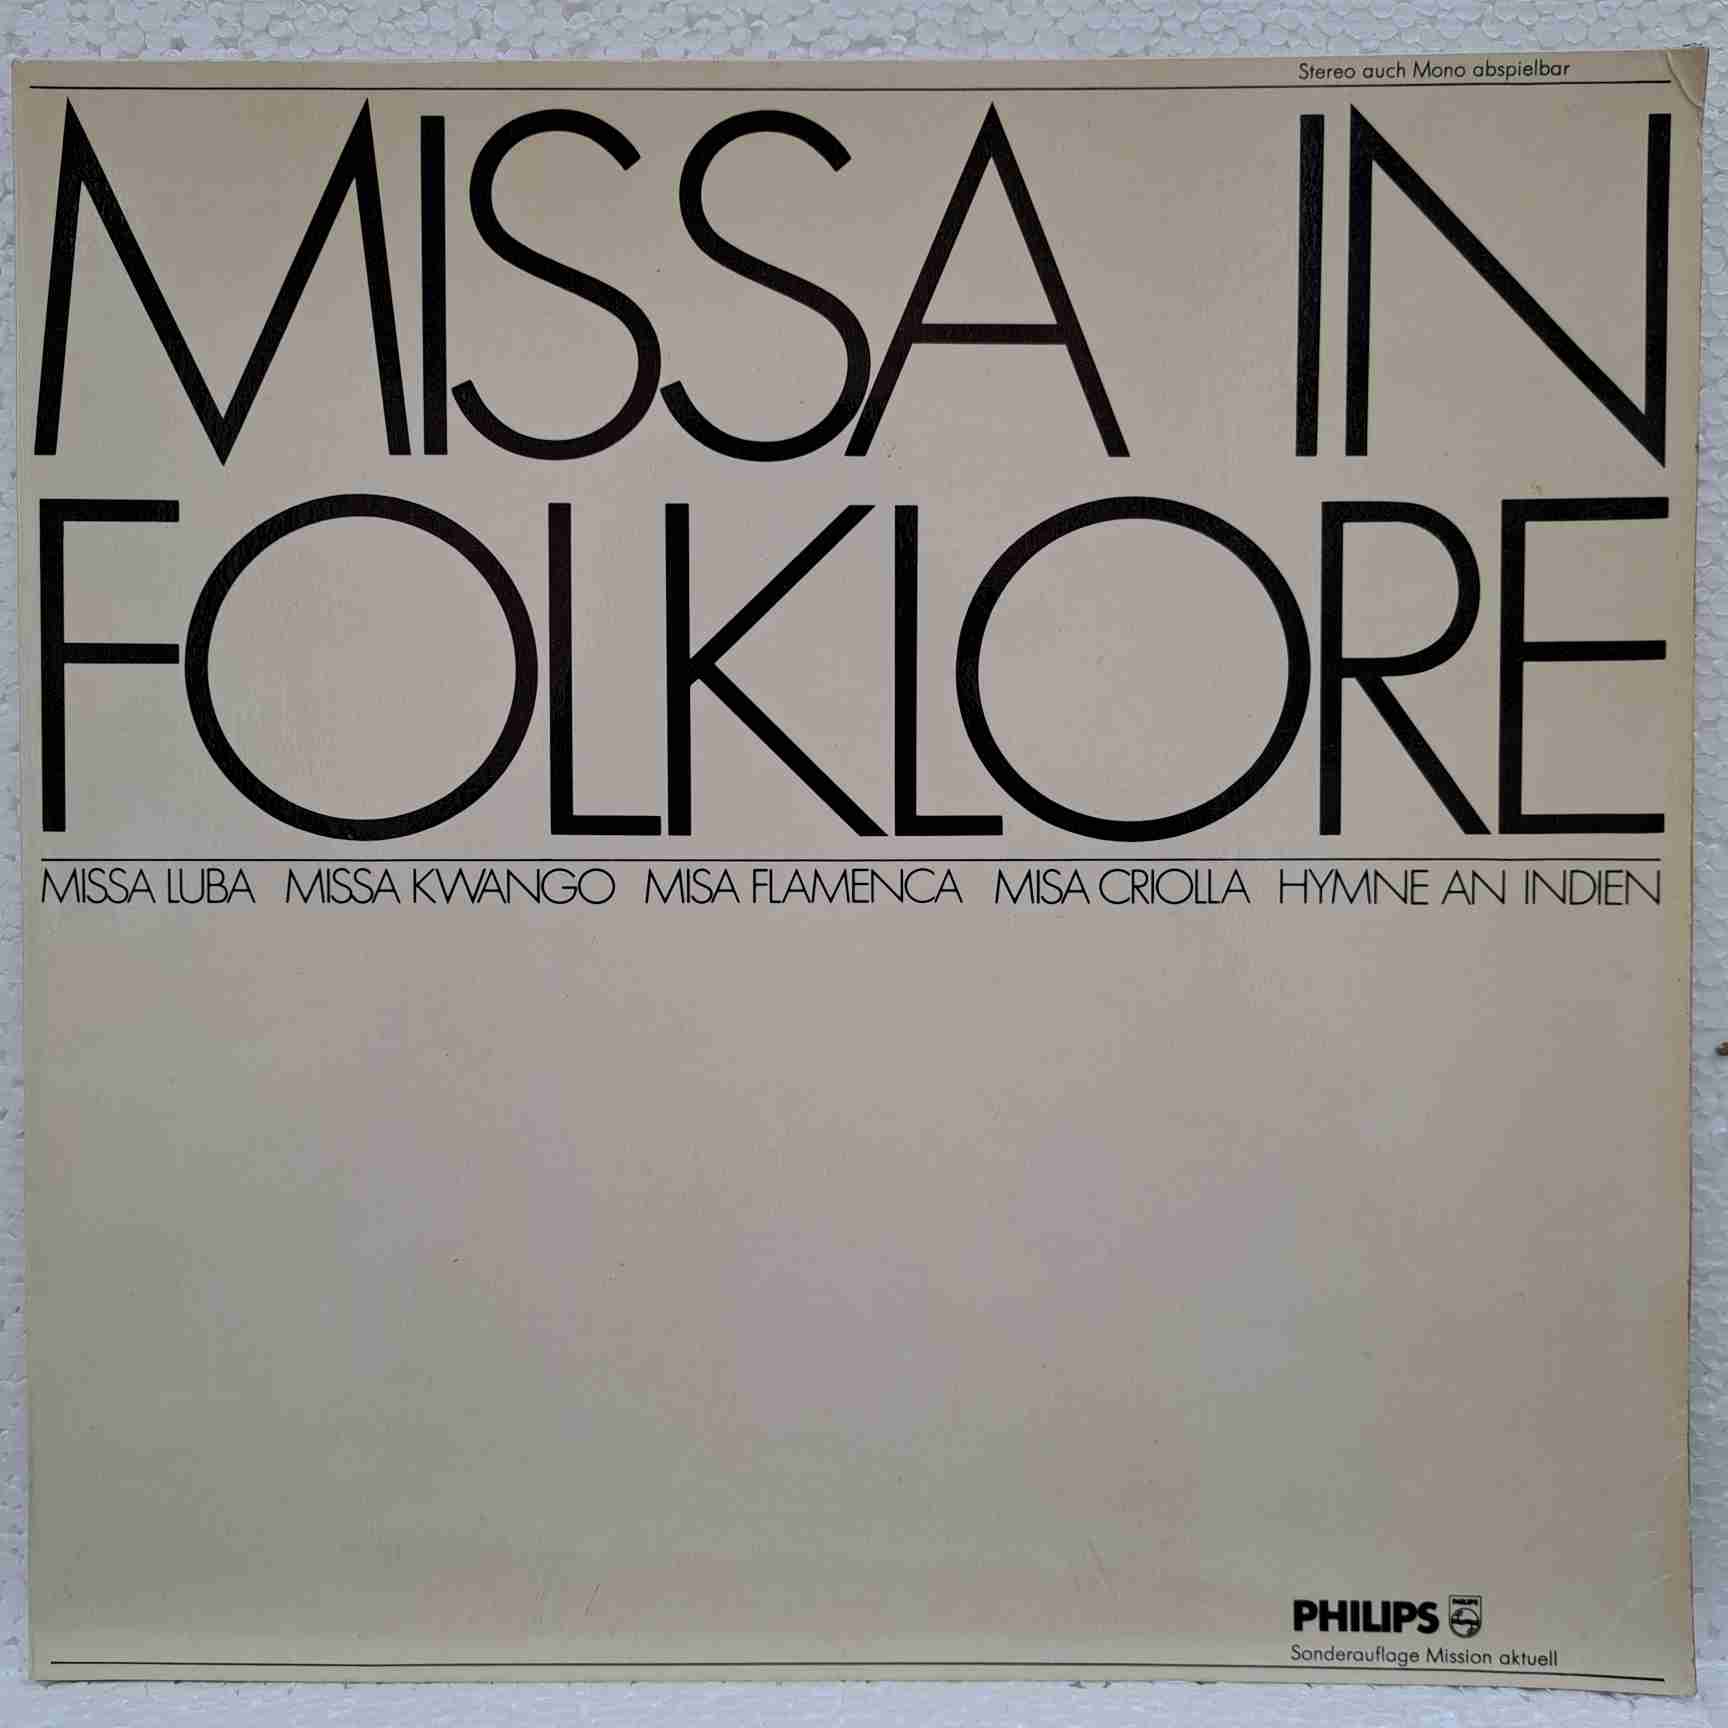 Stereo auch Mono abspielbar
MISSA IN
FOLKLORE
MISSA LUBA MISSA KWANGO MISA FLAMENCA MISA CRIOLLA HYMNE AN INDIEN
PHILIPS PHILIPS
Sonderauflage Mission aktuell